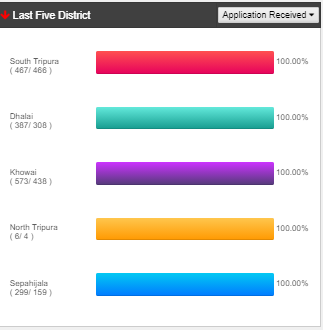 Last Five District
Application Received
South Tripura
( 467/ 466 )
100.00%
Dhalai
( 387/ 308 )
100.00%
Khowai
( 573/ 438 )
100.00%
North Tripura
( 6/ 4 )
100.00%
Sepahijala
( 299/ 159 )
100.00%